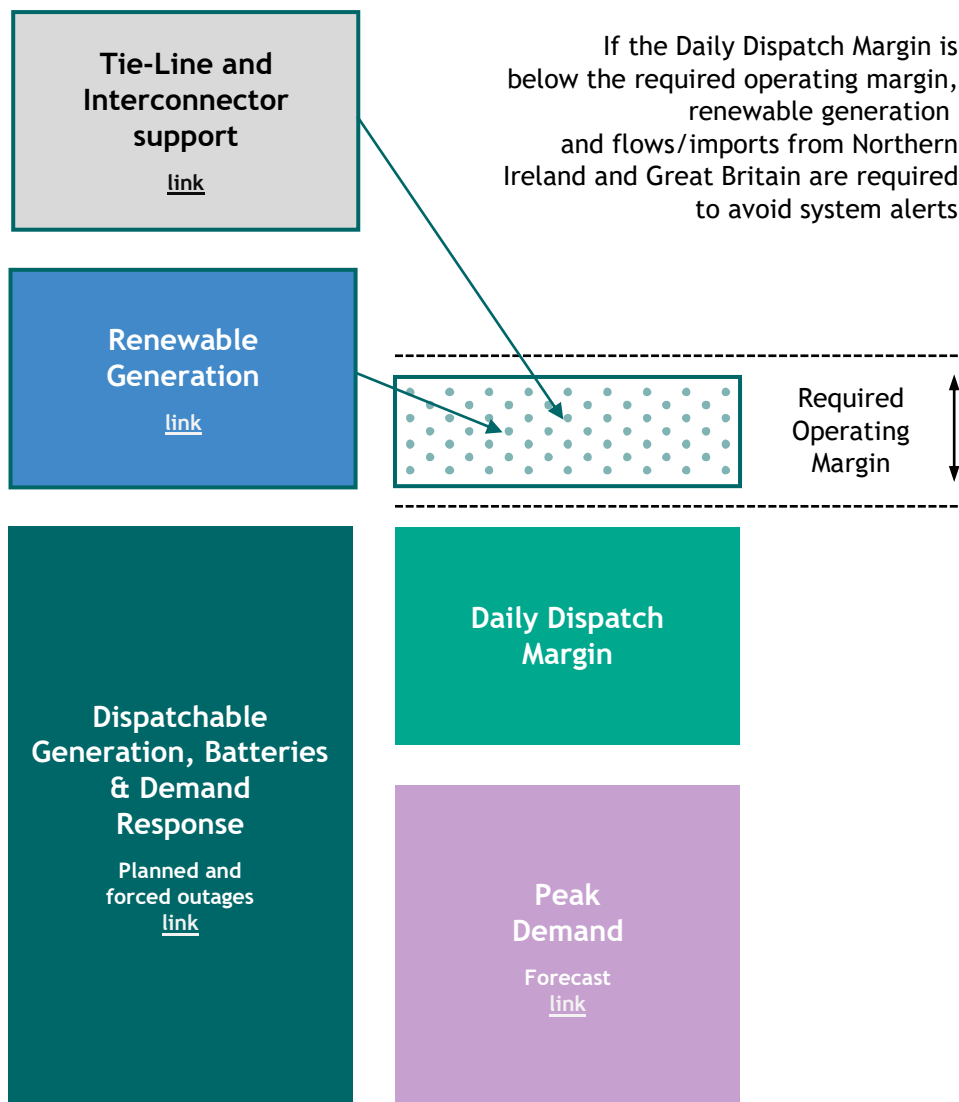 Tie-Line and
Interconnector
support
link
If the Daily Dispatch Margin is
below the required operating margin,
renewable generation
and flows/imports from Northern
Ireland and Great Britain are required
to avoid system alerts
Renewable
Generation
link
Required
Operating
Margin
Dispatchable
Generation, Batteries
& Demand
Response
Planned and
forced outages
link
Daily Dispatch
Margin
Peak
Demand
Forecast
link